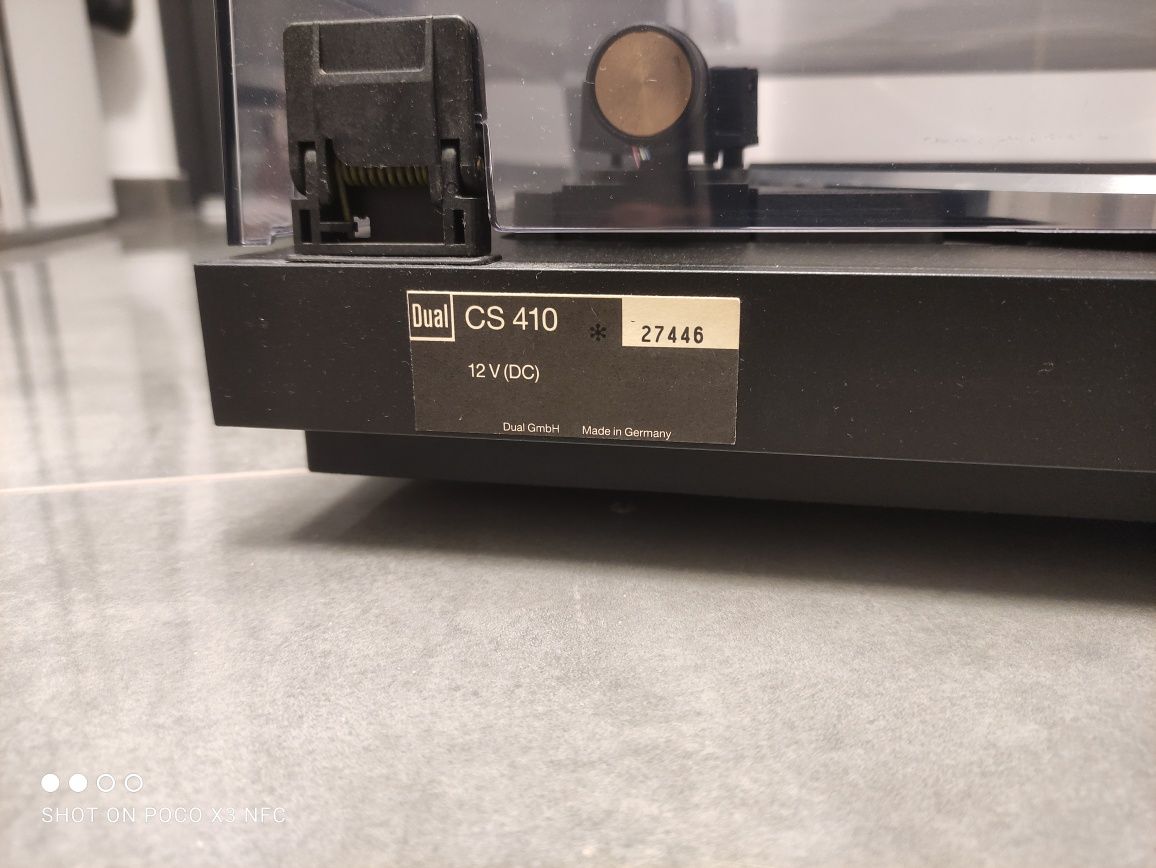 Dual CS 410 * 27446
12 V (DC)
Dual GmbH Made in Germany
SHOT ON POCO X3 NFC